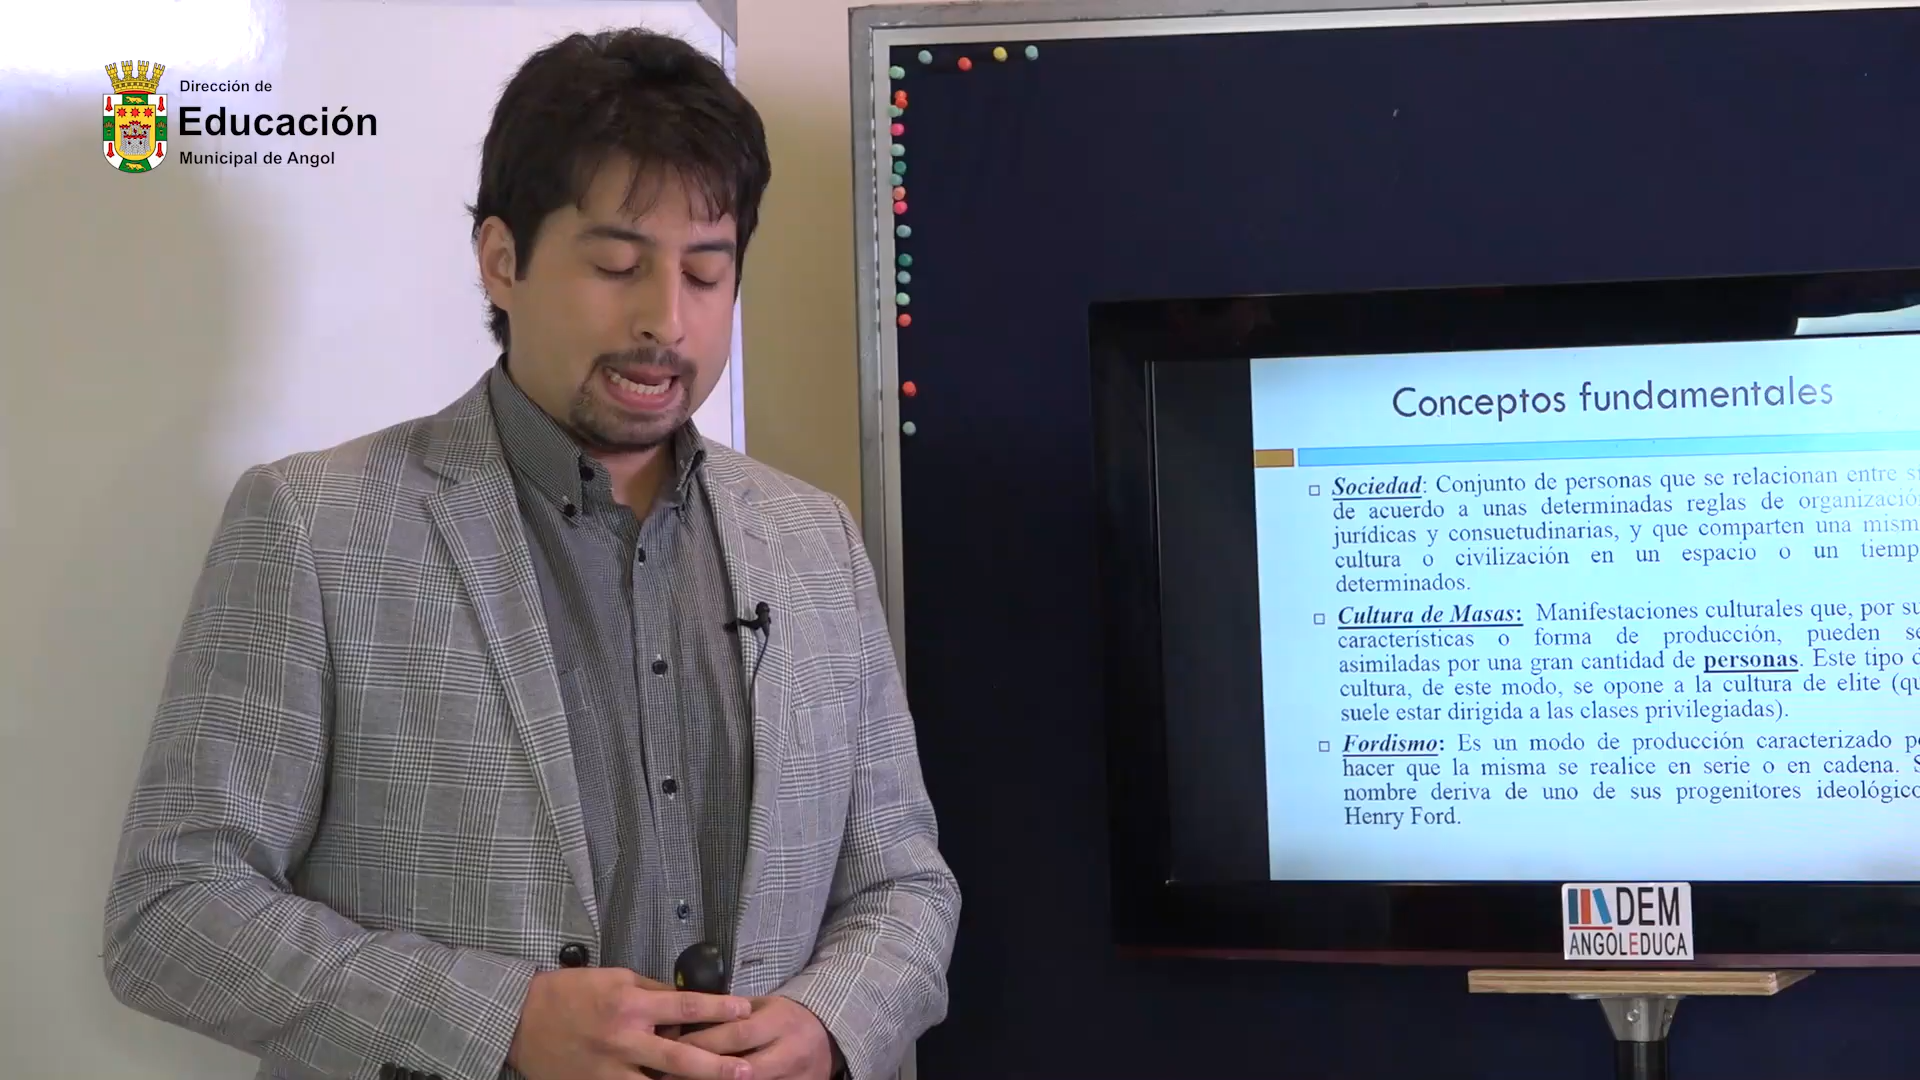 Dirección de
Educación
Municipal de Angol
Conceptos fundamentales
Sociedad: Conjunto de personas que se relacionan entre
de acuerdo a unas determinadas reglas de
jurídicas y consuetudinarias, y que comparten una
cultura o civilización en un espacio o un
determinados.
Cultura de Masas: Manifestaciones culturales que, por
características o forma de producción, pueden
asimiladas por una gran cantidad de personas. Este tipo
cultura, de este modo, se opone a la cultura de elite
suele estar dirigida a las clases privilegiadas).
Fordismo: Es un modo de producción caracterizado
hacer que la misma se realice en serie o en cadena.
nombre deriva de uno de sus progenitores
Henry Ford.
DEM
ANGOLEDUCA